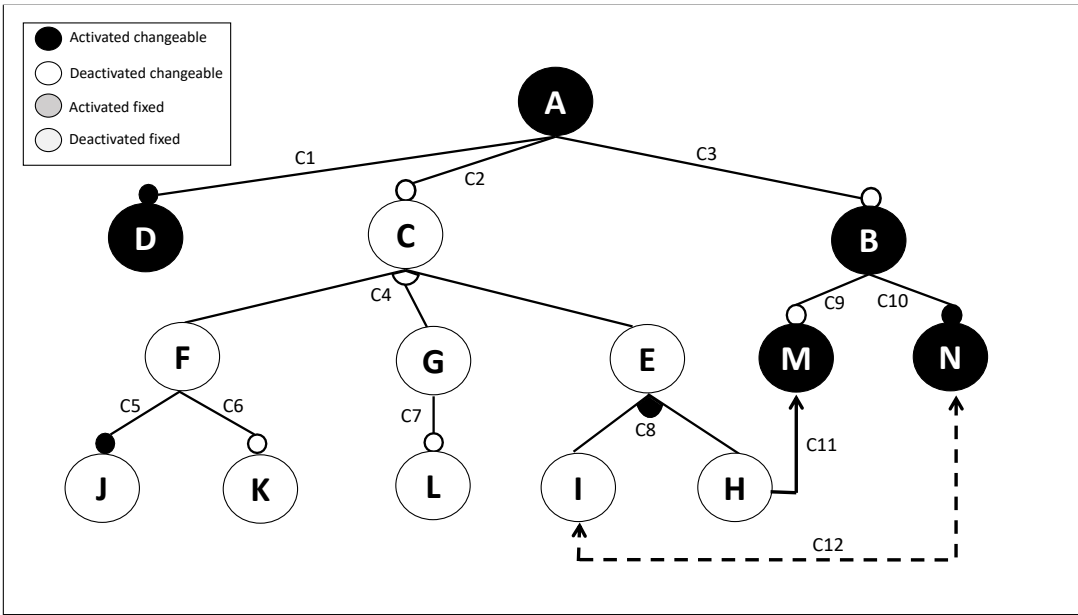 Activated changeable
Deactivated changeable
Activated fixed
Deactivated fixed
A
C1
C2
C3
D
C
B
C4
C9
C10
F
G
E
M
N
C5
C6
C7
C8
C11
J
K
L
I
H
C12